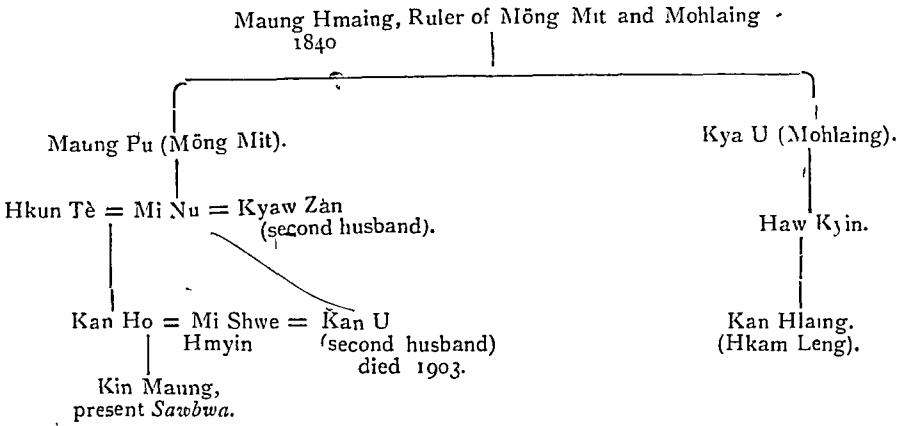 Maung Hmaing, Ruler of Möng Mit and Mohlaing
1840
Maung Pu (Möng Mit).
Kya U (Mohlaing).
Hkun Tè = Mi Nu = Kyaw Zàn
(second husband).
Haw Kyin.
Kan Ho = Mi Shwe = Kan U
Hmyin
(second husband)
died 1903.
Kan Hlaing.
(Hkam Leng).
Kin Maung,
present Sawbwa.